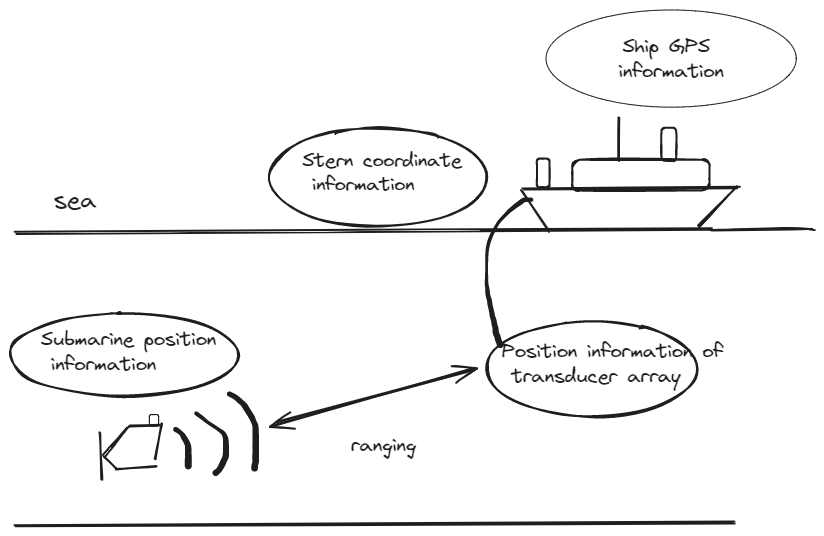 Ship GPS
information
Stern coordinate
information
sea
Submarine position
information
Position information of
transducer array
ranging